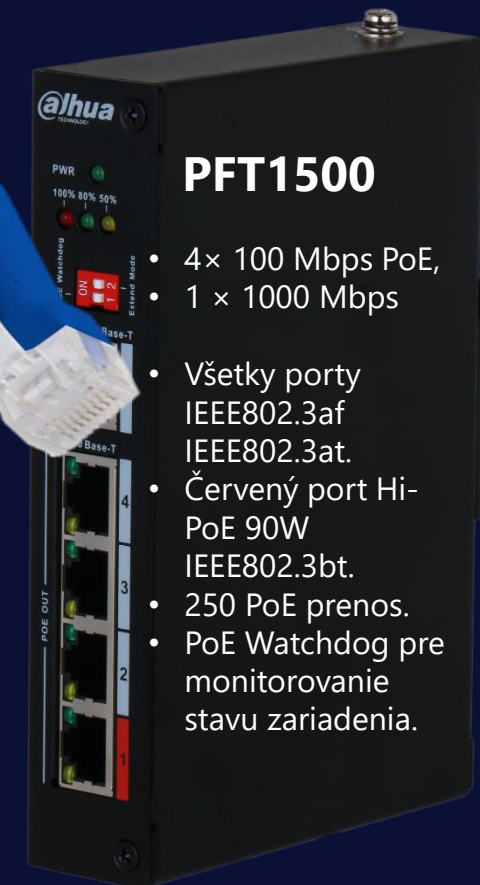 alhua
TECHNOLOGY
PWR
100% 80% 50%
PoE Watchdog
ON
1 2
Extend Mode
Base-T
0 Base-T
4
3
2
1
POE OUT
PFT1500
• 4× 100 Mbps PoE,
• 1 × 1000 Mbps
• Všetky porty
IEEE802.3af
IEEE802.3at.
• Červený port Hi-
PoE 90W
IEEE802.3bt.
• 250 PoE prenos.
• PoE Watchdog pre
monitorovanie
stavu zariadenia.